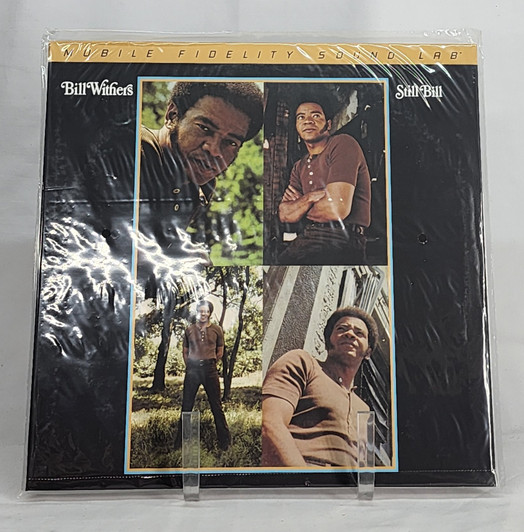 MOBILE FIDELITY SOUND LAB
Bill Withers
Still Bill